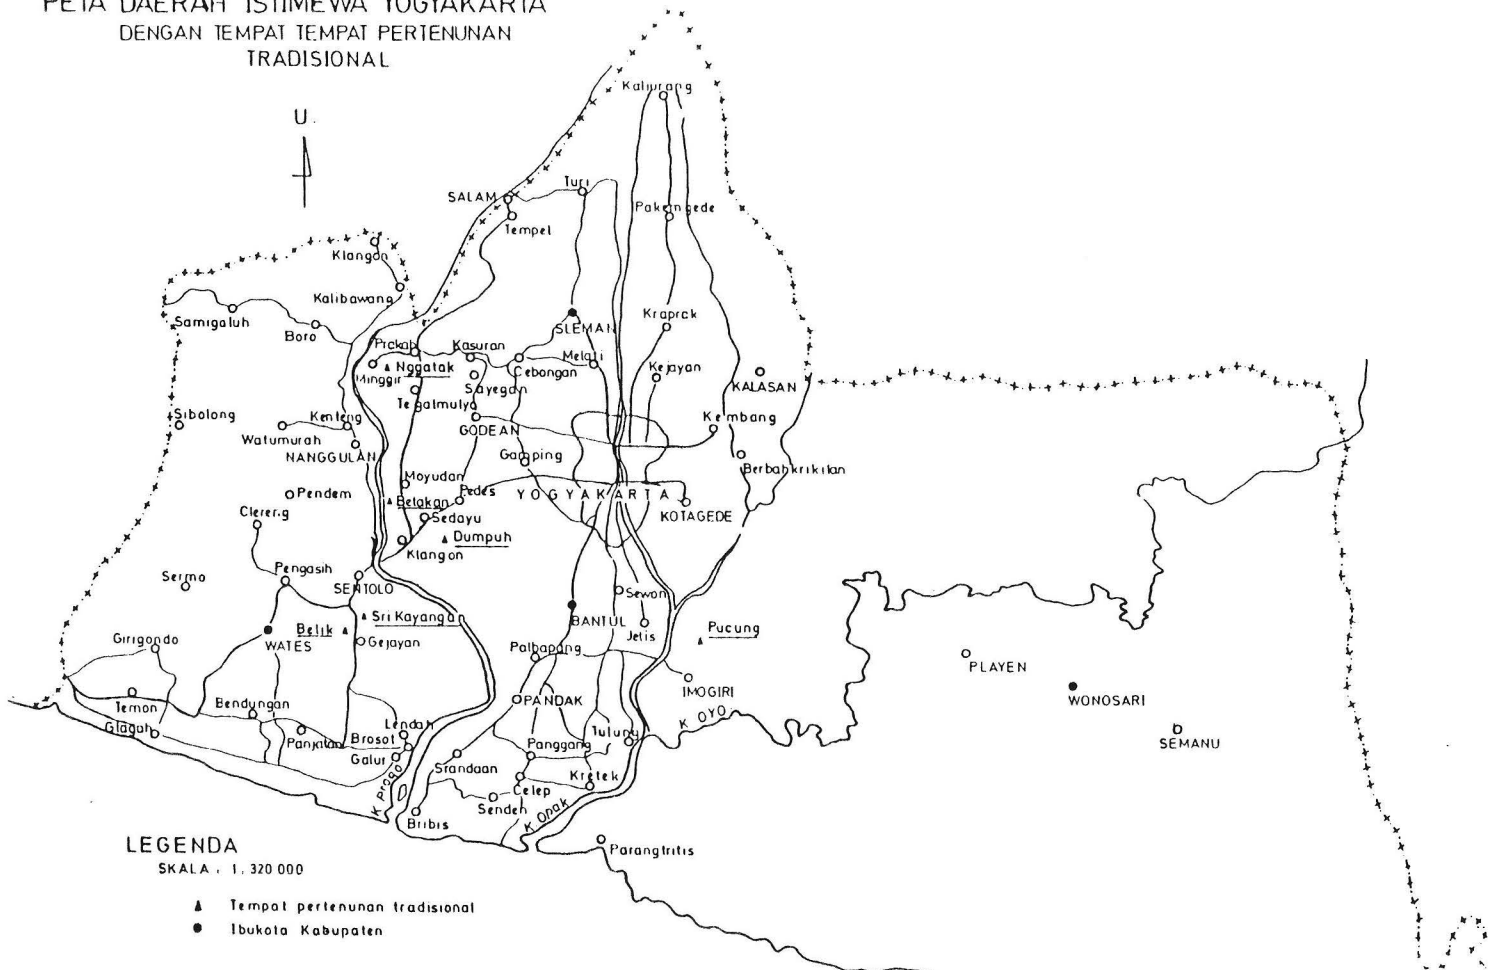 PETA DAERAH ISTIMEWA YOGYAKARTA
DENGAN TEMPAT TEMPAT PERTENUNAN
TRADISIONAL
U.
Kaliurang
Turi
SALAM
Pakemgede
Tempel
Klangon
Kalibawang
Samigaluh
Boro
SLEMAN
Kraprak
Prokab
Kasuran
Melati
Nggatak
Cebongan
Kejayan
KALASAN
Minggir
Sayegan
Tegalmulyo
Sibolong
Kenteng
Kembang
Watumurah
GODEAN
NANGGULAN
Gamping
Berbahkrikilan
Moyudan
Pendem
Pedes
YOGYAKARTA
Belakan
Clereng
Sedayu
KOTAGEDE
Dumpuh
Klangon
Pengasih
Sermo
SENTOLO
Sewon
Sri Kayangan
BANTUL
Belik
Jetis
Pucung
Girigondo
WATES
Gejayan
Palbapang
PLAYEN
IMOGIRI
WONOSARI
Temon
Bendungan
PANDAK
K OYO
Glagah
Lendah
Tulung
Panjatan
Brosot
Panggang
SEMANU
Galur
Srandaan
Kretek
K Progo
Celep
Senden
K Opak
Bribis
Parangtritis
LEGENDA
SKALA : 1. 320 000
Tempat pertenunan tradisional
Ibukota Kabupaten